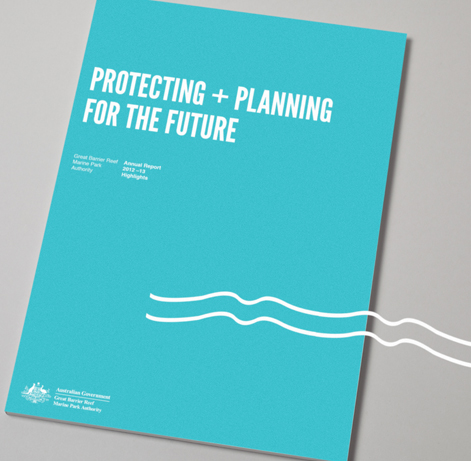 PROTECTING + PLANNING
FOR THE FUTURE
Great Barrier Reef
Marine Park
Authority
Annual Report
2012–13
Highlights
Australian Government
Great Barrier Reef
Marine Park Authority